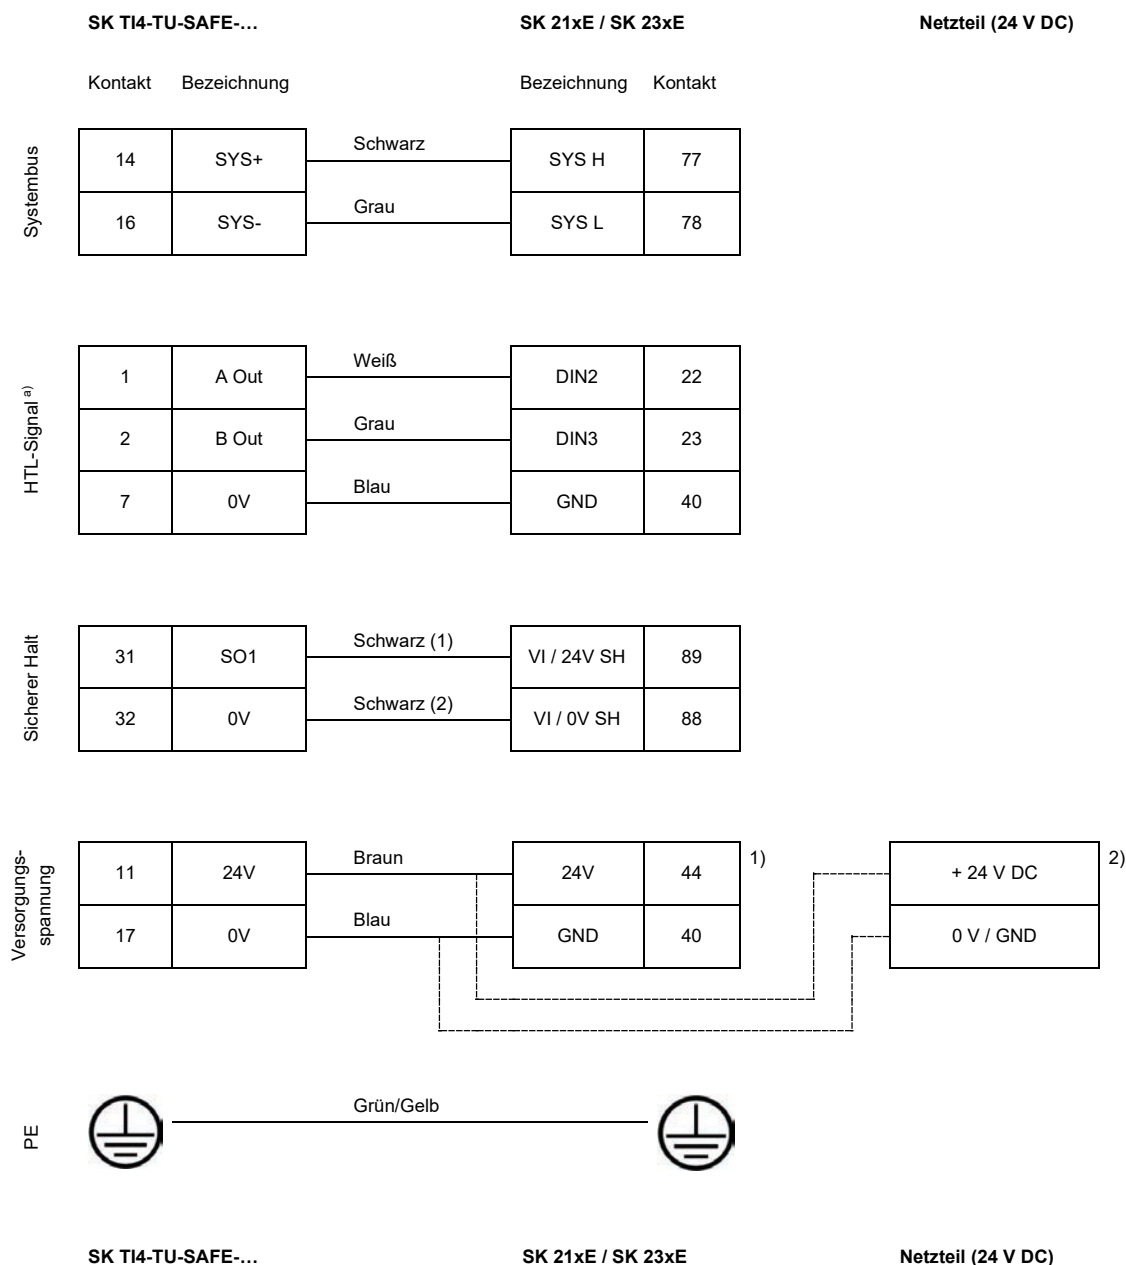 SK TI4-TU-SAFE-… SK 21xE / SK 23xE Netzteil (24 V DC)
Kontakt Bezeichnung Bezeichnung Kontakt
Systembus
14 SYS+ Schwarz SYS H 77
16 SYS- Grau SYS L 78
HTL-Signal a)
1 A Out Weiß DIN2 22
2 B Out Grau DIN3 23
7 0V Blau GND 40
Sicherer Halt
31 SO1 Schwarz (1) VI / 24V SH 89
32 0V Schwarz (2) VI / 0V SH 88
Versorgungs-
spannung
11 24V Braun 24V 44 1) + 24 V DC 2)
17 0V Blau GND 40 0 V / GND
PE
Grün/Gelb
SK TI4-TU-SAFE-… SK 21xE / SK 23xE Netzteil (24 V DC)